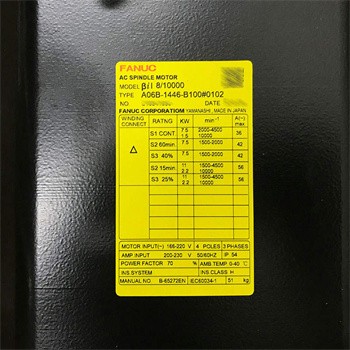 FANUC
AC SPINDLE MOTOR
MODEL βiI 8/10000
TYPE A06B-1446-B100#0102
NO.
DATE
FANUC CORPORATION YAMANASHI, MADE IN JAPAN
WINDING CONNECT RATNG KW min⁻¹ A(~) max
S1 CONT. 7.5 1.5 2000-4500 10000 36
△ S2 60min. 7.5 1500-2000 42
S3 40% 7.5 1500-2000 42
S2 15min 11 2.2 1500-4500 10000 56
S3 25% 11 2.2 1500-4500 10000 56
MOTOR INPUT(~) 166-220 V 4 POLES 3 PHASES
AMP.INPUT 200-230 V 50/60HZ IP 54
POWER FACTOR 70 % AMB.TEMP. 0-40 ℃
INS.SYSTEM INS.CLASS H
MANUAL NO. B-65272EN IEC60034-1 51 kg